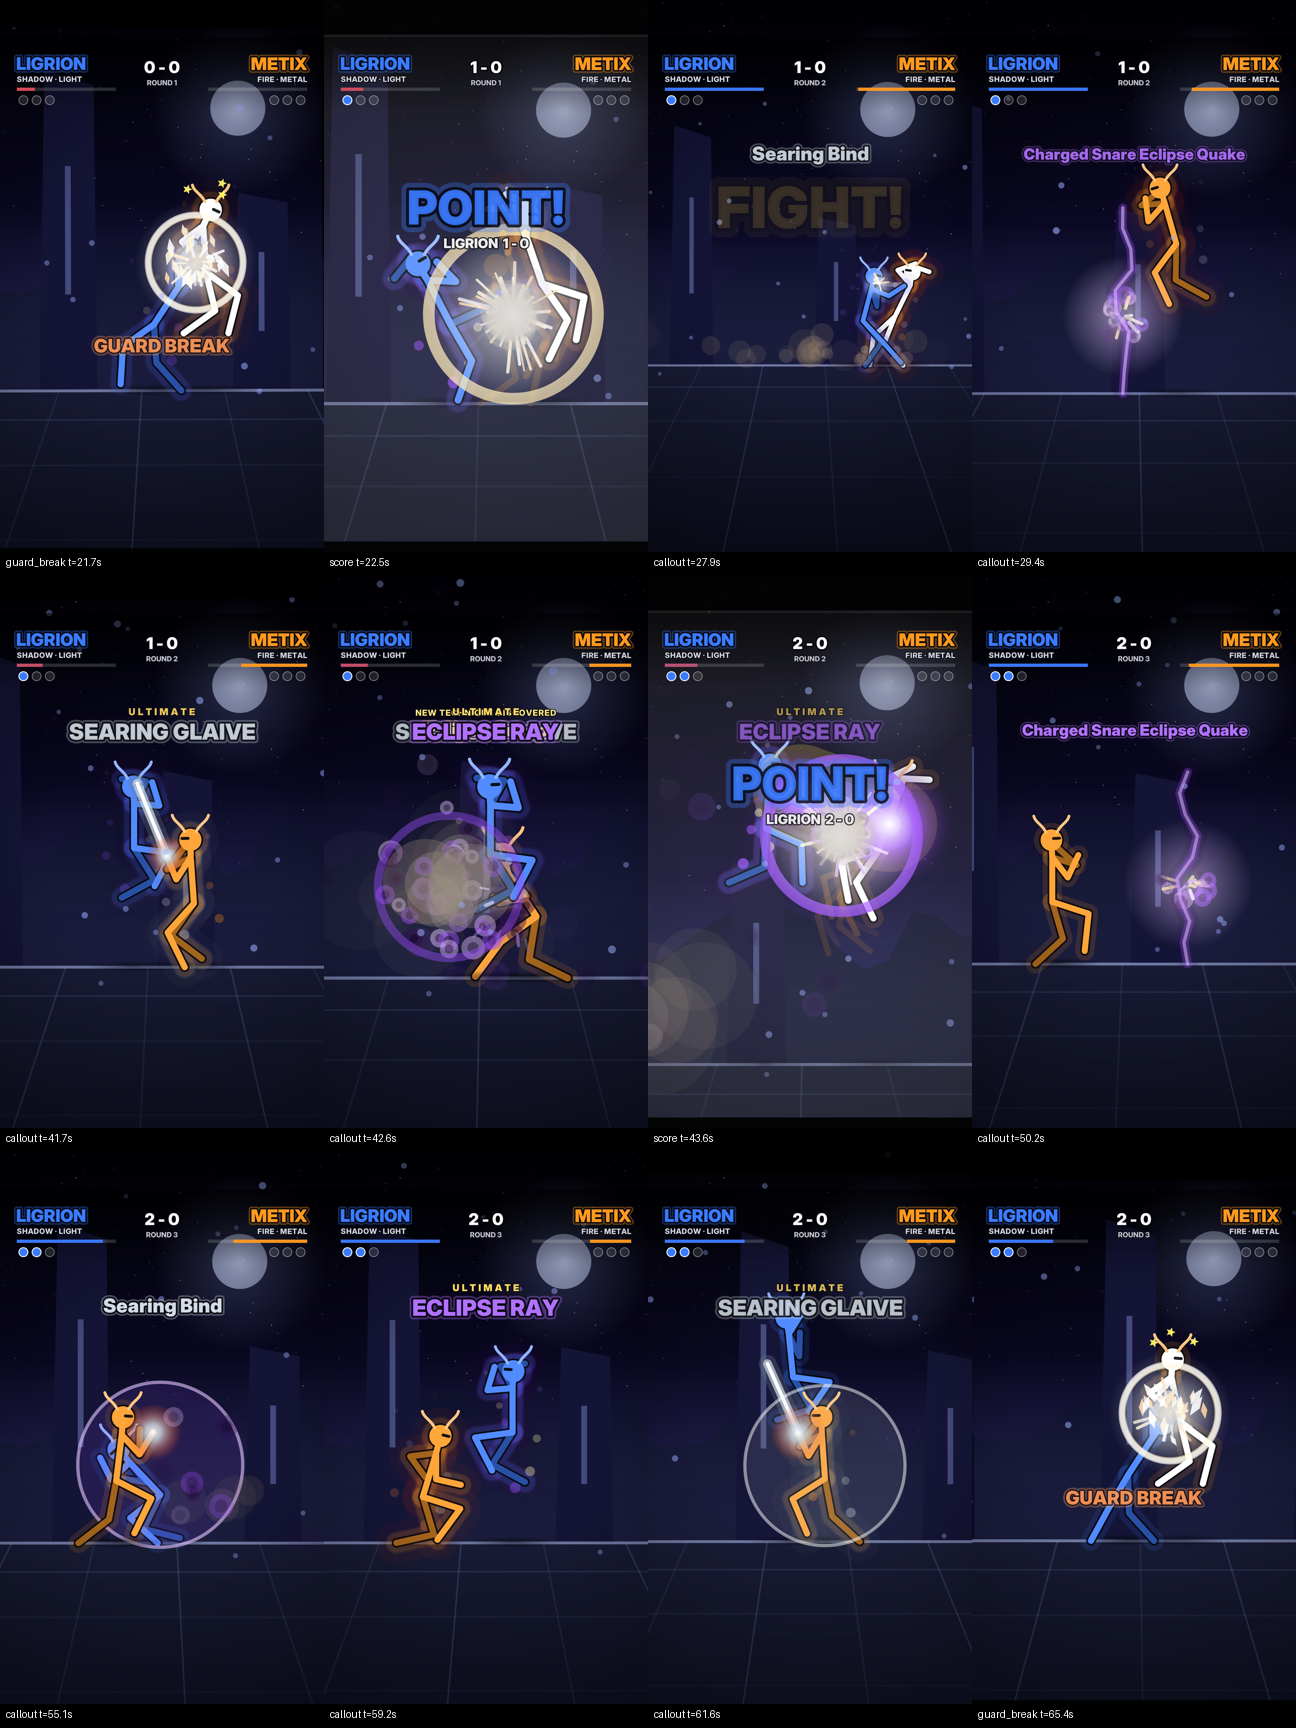 LIGRION
0-0
METIX
SHADOW · LIGHT
ROUND 1
FIRE · METAL
GUARD BREAK
guard_break t=21.7s
LIGRION
1-0
METIX
SHADOW · LIGHT
ROUND 1
FIRE · METAL
POINT!
LIGRION 1-0
score t=22.5s
LIGRION
1-0
METIX
SHADOW · LIGHT
ROUND 2
FIRE · METAL
Searing Bind
FIGHT!
callout t=27.9s
LIGRION
1-0
METIX
SHADOW · LIGHT
ROUND 2
FIRE · METAL
Charged Snare Eclipse Quake
callout t=29.4s
LIGRION
1-0
METIX
SHADOW · LIGHT
ROUND 2
FIRE · METAL
ULTIMATE
SEARING GLAIVE
callout t=41.7s
LIGRION
1-0
METIX
SHADOW · LIGHT
ROUND 2
FIRE · METAL
ULTIMATE
ECLIPSE RAY
callout t=42.6s
LIGRION
2-0
METIX
SHADOW · LIGHT
ROUND 2
FIRE · METAL
ULTIMATE
ECLIPSE RAY
POINT!
LIGRION 2-0
score t=43.6s
LIGRION
2-0
METIX
SHADOW · LIGHT
ROUND 3
FIRE · METAL
Charged Snare Eclipse Quake
callout t=50.2s
LIGRION
2-0
METIX
SHADOW · LIGHT
ROUND 3
FIRE · METAL
Searing Bind
callout t=55.1s
LIGRION
2-0
METIX
SHADOW · LIGHT
ROUND 3
FIRE · METAL
ULTIMATE
ECLIPSE RAY
callout t=59.2s
LIGRION
2-0
METIX
SHADOW · LIGHT
ROUND 3
FIRE · METAL
ULTIMATE
SEARING GLAIVE
callout t=61.6s
LIGRION
2-0
METIX
SHADOW · LIGHT
ROUND 3
FIRE · METAL
GUARD BREAK
guard_break t=65.4s